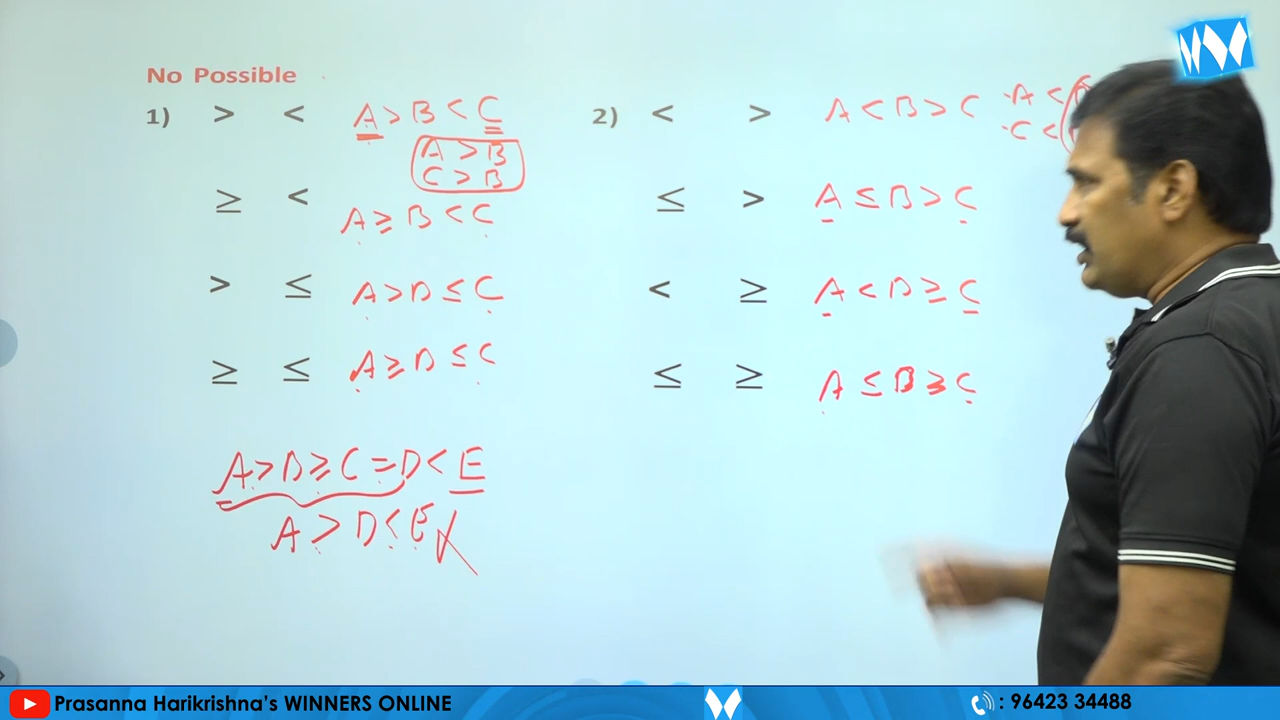 No Possible
1) > < A > B < C
A > B
C > B
≥ < A ≥ B < C
> ≤ A > B ≤ C
≥ ≤ A ≥ B ≤ C
A > B ≥ C = D < E
A > D < E X
2) < > A < B > C ·A <
·C <
≤ > A ≤ B > C
< ≥ A < B ≥ C
≤ ≥ A ≤ B ≥ C
W
Prasanna Harikrishna's WINNERS ONLINE
W
: 96423 34488